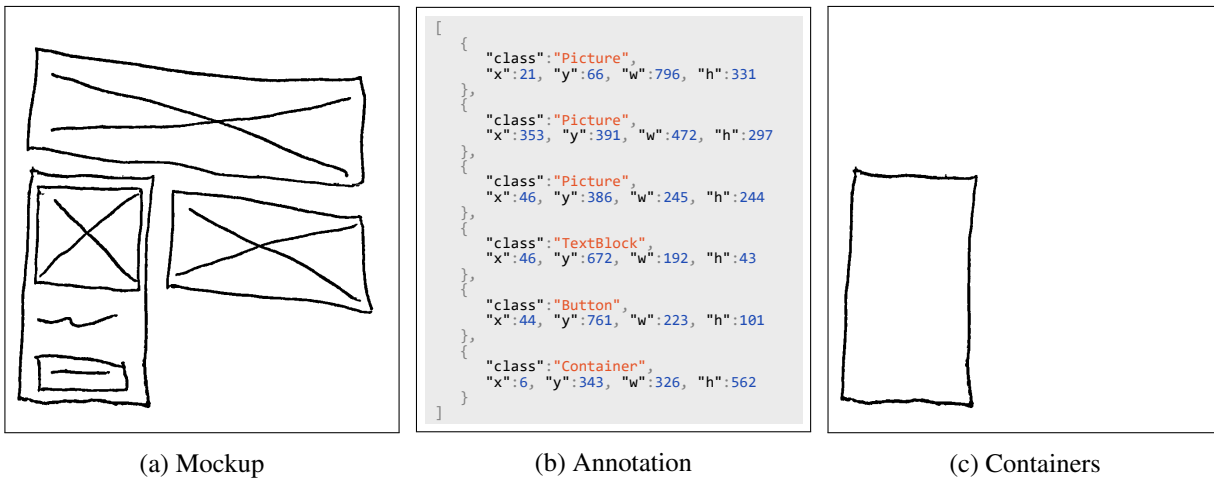 [
{
"class":"Picture",
"x":21, "y":66, "w":796, "h":331
},
{
"class":"Picture",
"x":353, "y":391, "w":472, "h":297
},
{
"class":"Picture",
"x":46, "y":386, "w":245, "h":244
},
{
"class":"TextBlock",
"x":46, "y":672, "w":192, "h":43
},
{
"class":"Button",
"x":44, "y":761, "w":223, "h":101
},
{
"class":"Container",
"x":6, "y":343, "w":326, "h":562
}
]
(a) Mockup
(b) Annotation
(c) Containers